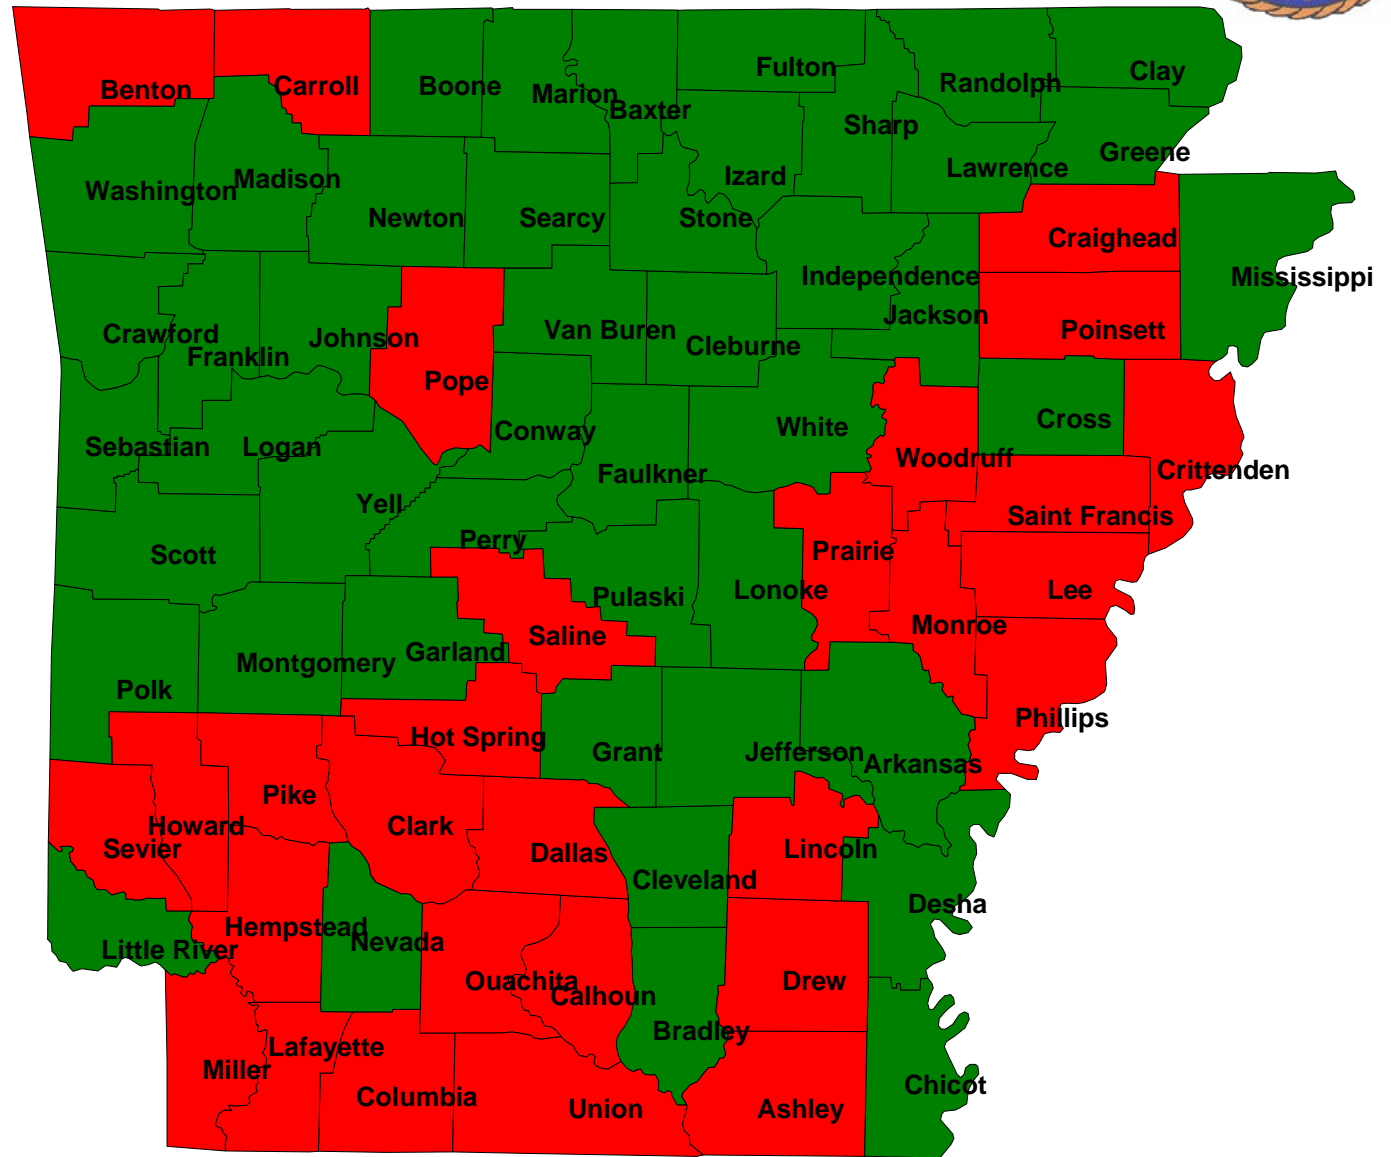 Benton
Carroll
Boone
Marion
Baxter
Fulton
Randolph
Clay
Sharp
Greene
Izard
Lawrence
Washington
Madison
Newton
Searcy
Stone
Craighead
Independence
Mississippi
Jackson
Crawford
Franklin
Johnson
Van Buren
Cleburne
Poinsett
Pope
Conway
White
Cross
Sebastian
Logan
Faulkner
Woodruff
Crittenden
Yell
Saint Francis
Scott
Perry
Prairie
Pulaski
Lonoke
Lee
Saline
Monroe
Montgomery
Garland
Polk
Phillips
Hot Spring
Grant
Jefferson
Arkansas
Pike
Howard
Sevier
Clark
Dallas
Lincoln
Cleveland
Desha
Hempstead
Nevada
Little River
Ouachita
Calhoun
Drew
Bradley
Lafayette
Miller
Columbia
Union
Ashley
Chicot